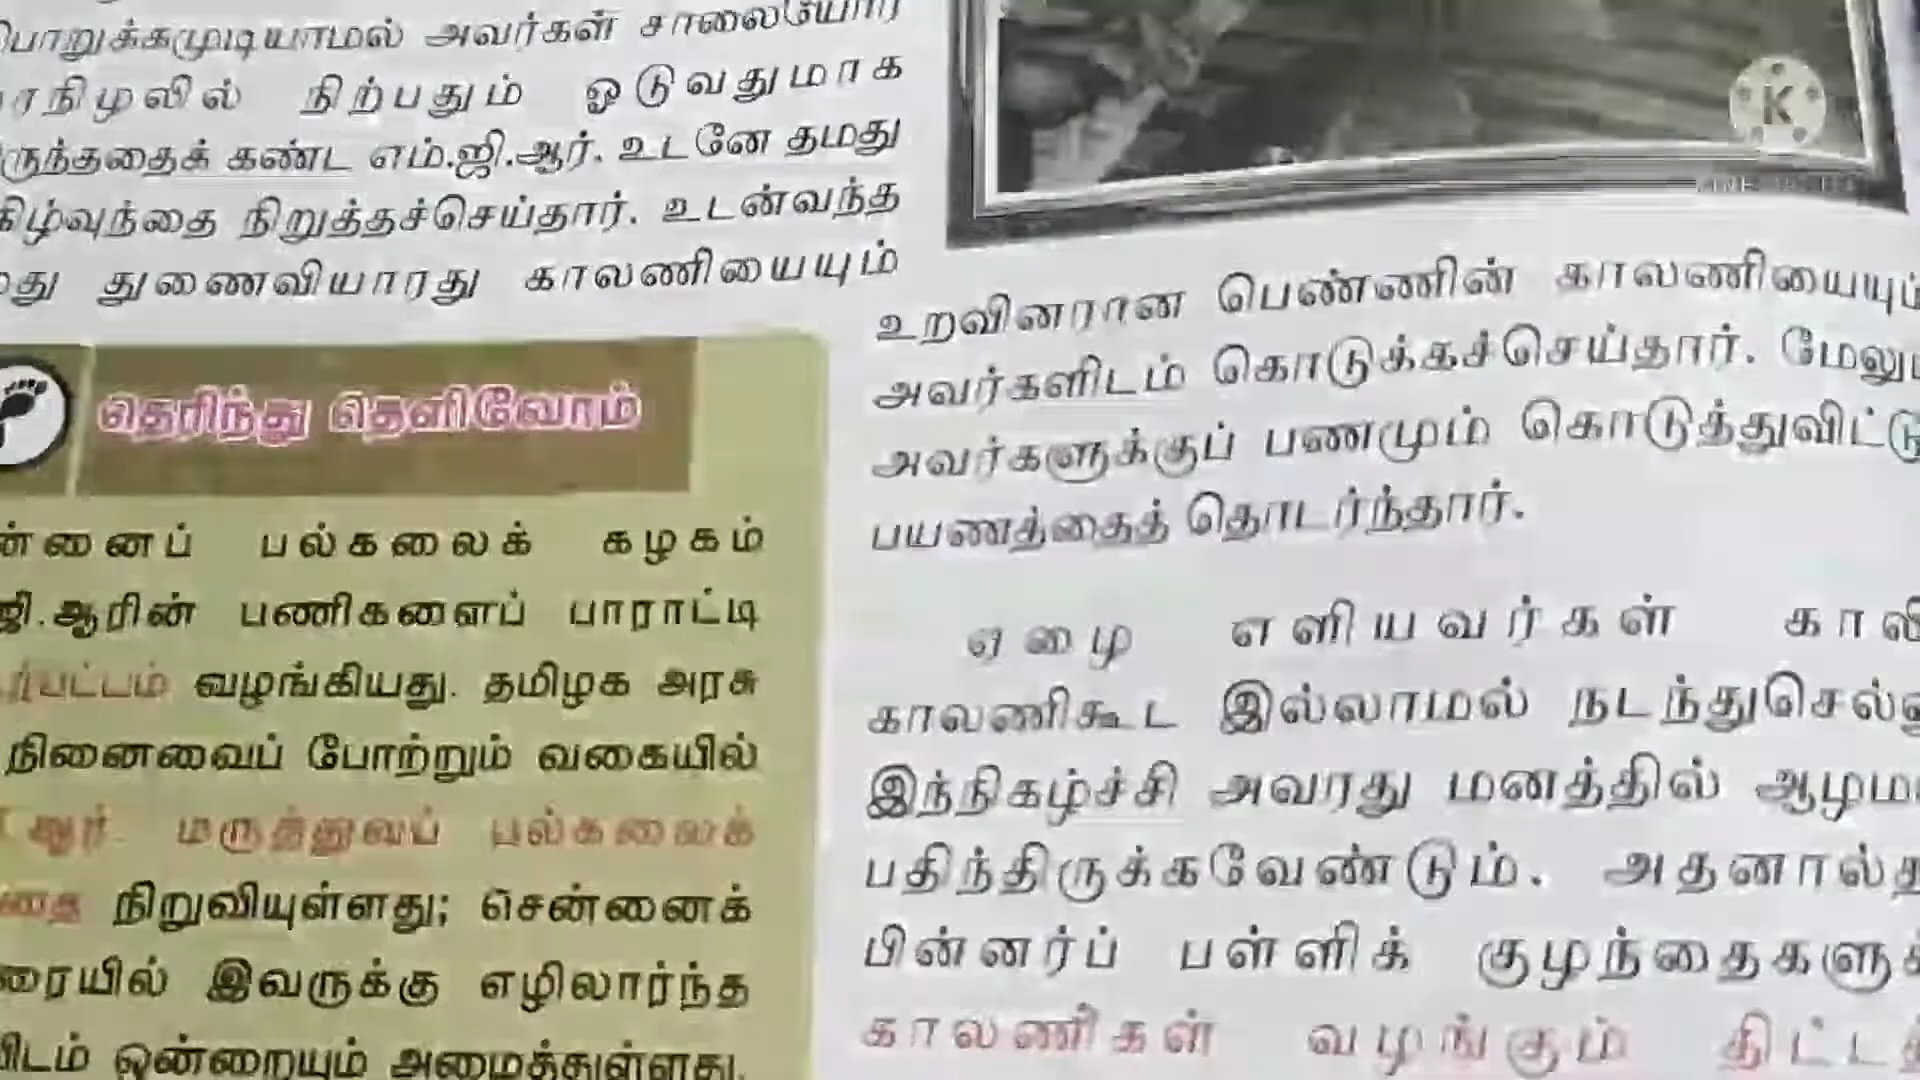 பொறுக்கமுடியாமல் அவர்கள் சாலையோர
நிழலில் நிற்பதும் ஓடுவதுமாக
ருந்ததைக் கண்ட எம்.ஜி.ஆர். உடனே தமது
கிழ்வுந்தை நிறுத்தச்செய்தார். உடன்வந்த
மது துணைவியாரது காலணியையும்
தெரிந்து தெளிவோம்
ன்னைப் பல்கலைக் கழகம்
ஜி.ஆரின் பணிகளைப் பாராட்டி
வழங்கியது. தமிழக அரசு
நினைவைப் போற்றும் வகையில்
ஆர். மருத்துவப் பல்கலைக்
நிறுவியுள்ளது; சென்னைக்
ரையில் இவருக்கு எழிலார்ந்த
விடம் ஒன்றையும் அமைத்துள்ளது.
K
உறவினரான பெண்ணின் காலணியையும்
அவர்களிடம் கொடுக்கச்செய்தார். மேலும்
அவர்களுக்குப் பணமும் கொடுத்துவிட்டு
பயணத்தைத் தொடர்ந்தார்.
ஏழை எளியவர்கள் காலி
காலணிகூட இல்லாமல் நடந்துசெல்லு
இந்நிகழ்ச்சி அவரது மனத்தில் ஆழமா
பதிந்திருக்கவேண்டும். அதனால்த
பின்னர்ப் பள்ளிக் குழந்தைகளுக்
காலணிகள் வழங்கும் திட்டத்